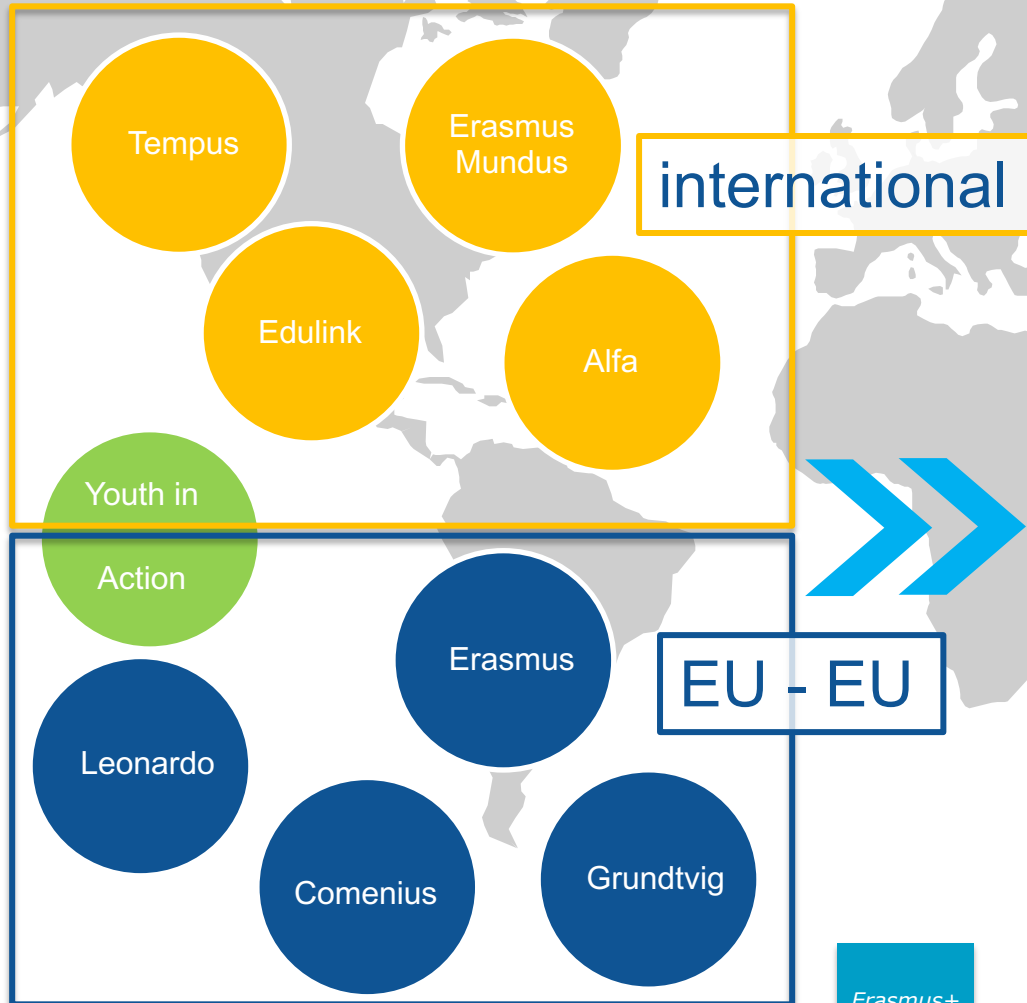 Tempus
Erasmus
Mundus
international
Edulink
Alfa
Youth in
Action
Erasmus
EU - EU
Leonardo
Comenius
Grundtvig
Erasmus+